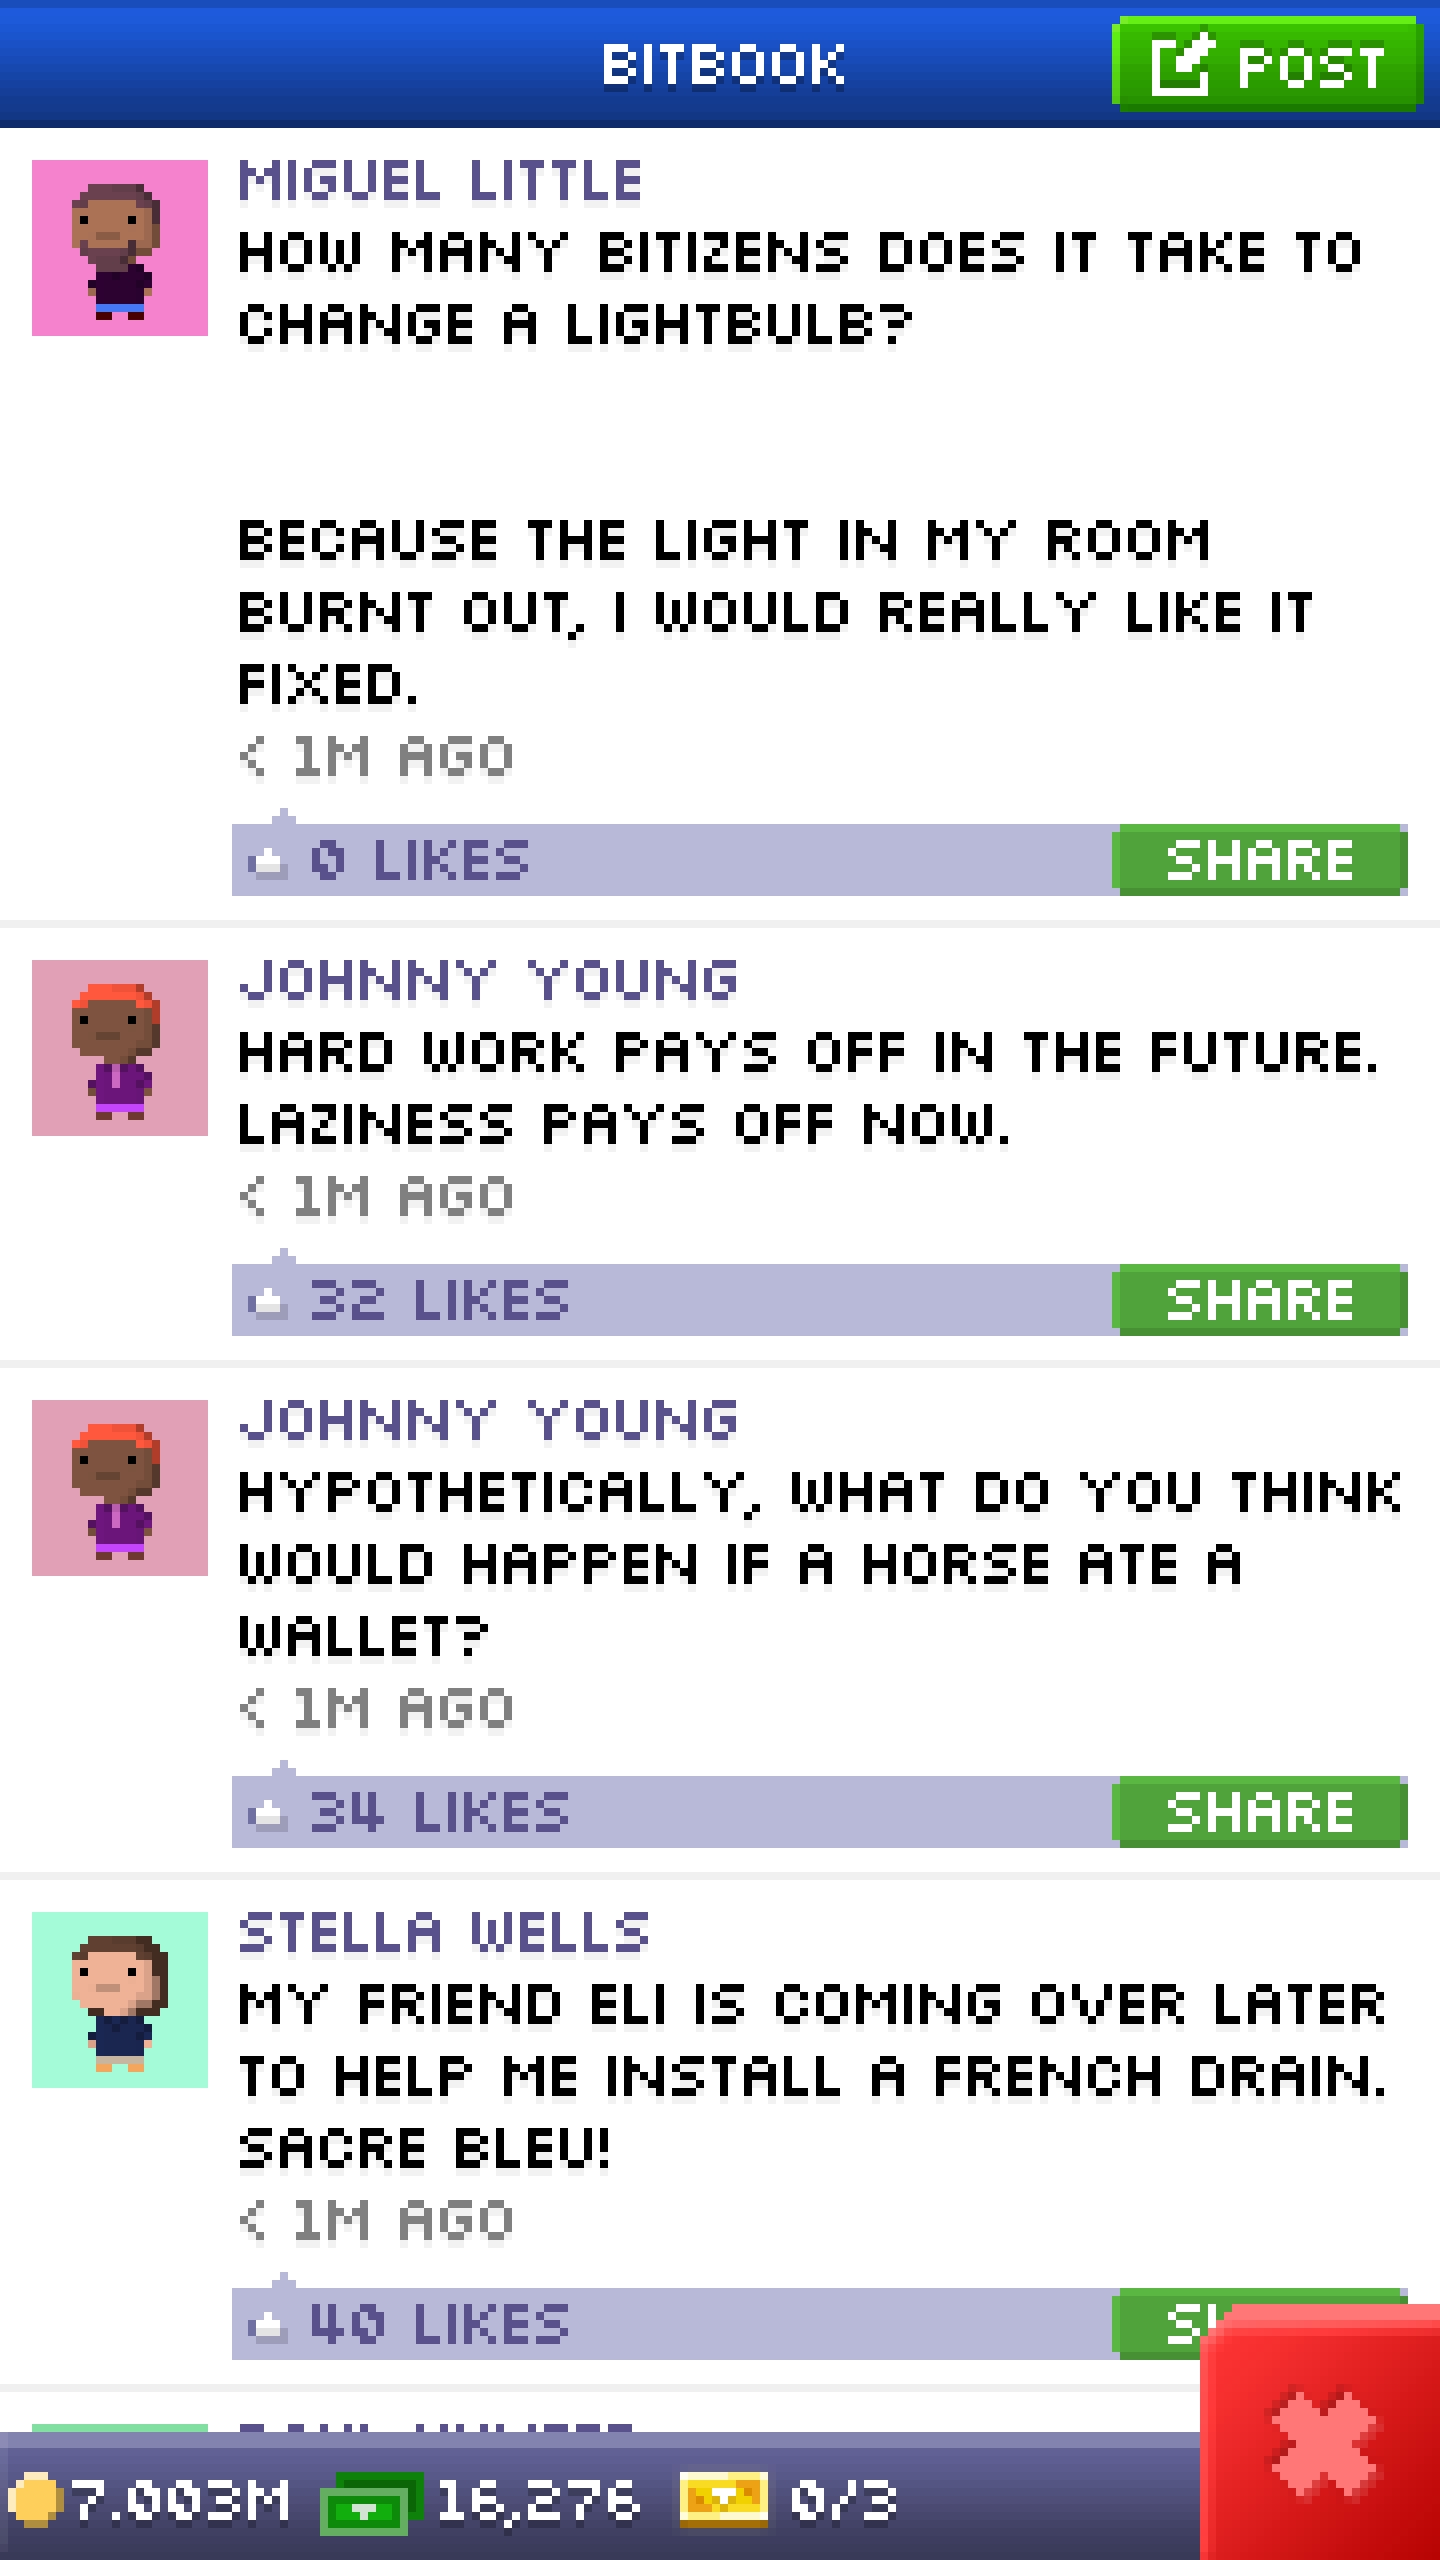 BITBOOK
POST
MIGUEL LITTLE
HOW MANY BITIZENS DOES IT TAKE TO
CHANGE A LIGHTBULB?
BECAUSE THE LIGHT IN MY ROOM
BURNT OUT, I WOULD REALLY LIKE IT
FIXED.
< 1M AGO
0 LIKES
SHARE
JOHNNY YOUNG
HARD WORK PAYS OFF IN THE FUTURE.
LAZINESS PAYS OFF NOW.
< 1M AGO
32 LIKES
SHARE
JOHNNY YOUNG
HYPOTHETICALLY, WHAT DO YOU THINK
WOULD HAPPEN IF A HORSE ATE A
WALLET?
< 1M AGO
34 LIKES
SHARE
STELLA WELLS
MY FRIEND ELI IS COMING OVER LATER
TO HELP ME INSTALL A FRENCH DRAIN.
SACRE BLEU!
< 1M AGO
40 LIKES
7.003M
16,276
0/3